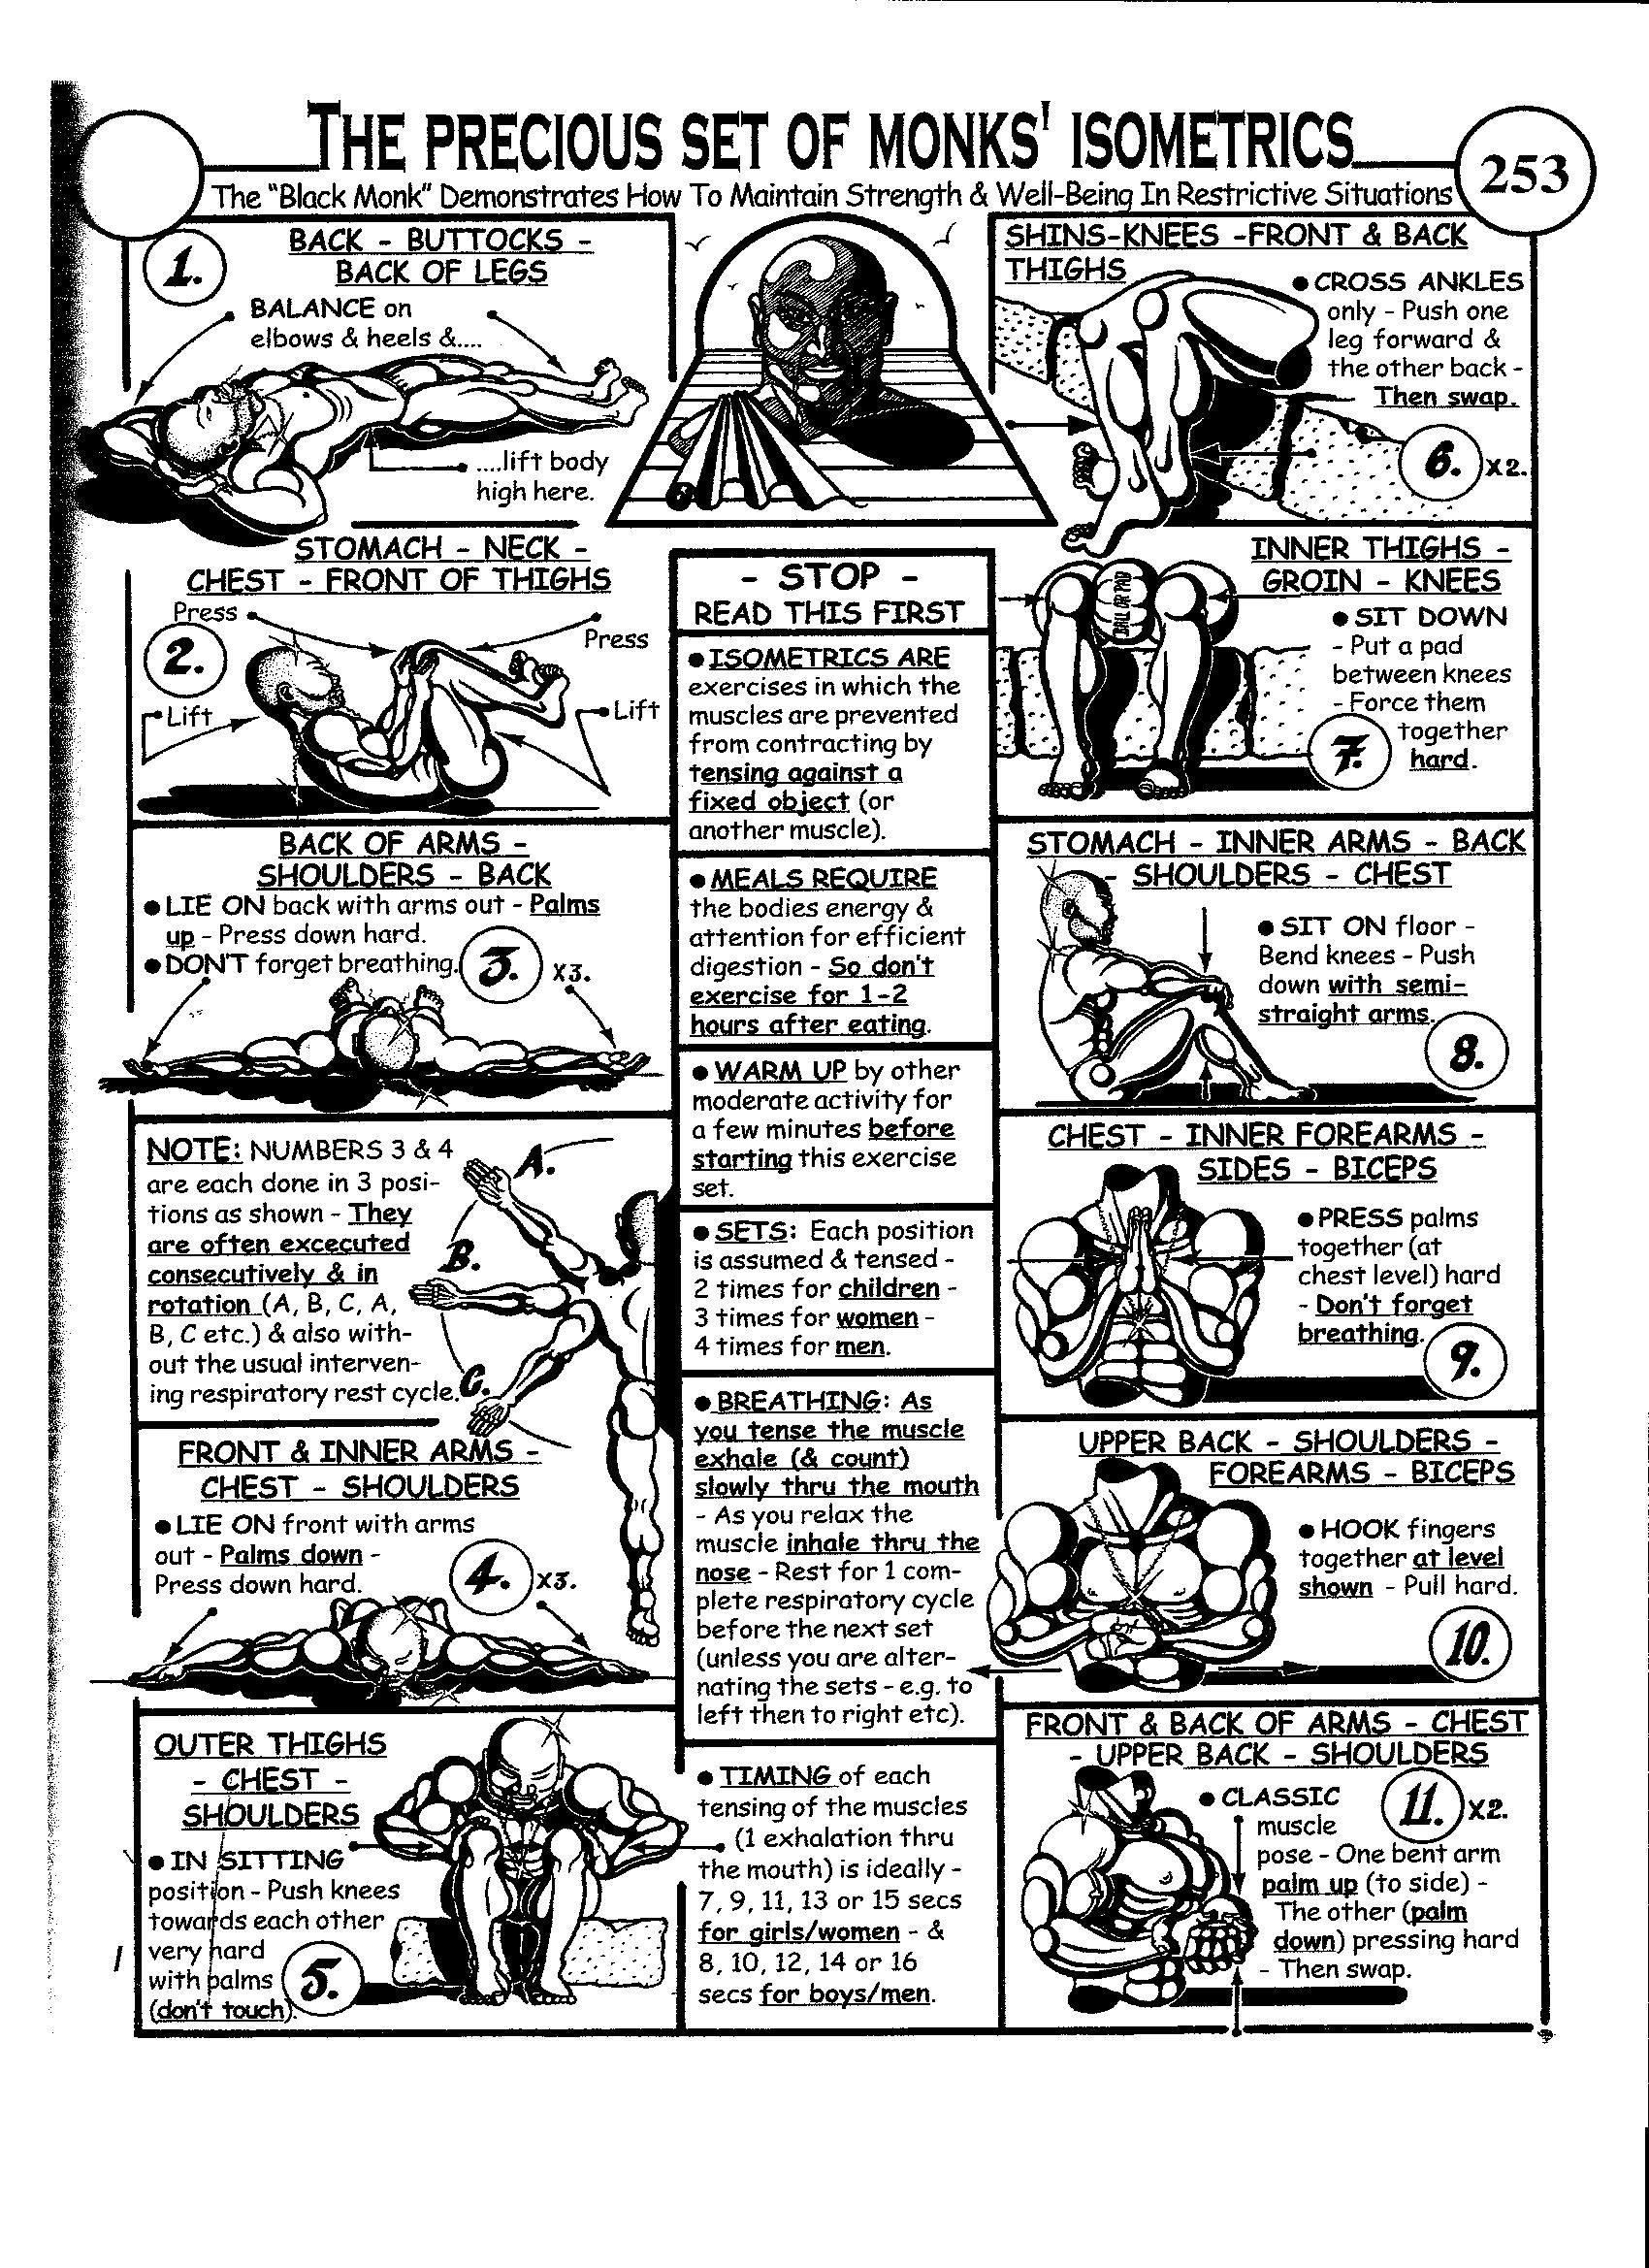 THE PRECIOUS SET OF MONKS' ISOMETRICS
253
The "Black Monk" Demonstrates How To Maintain Strength & Well-Being In Restrictive Situations
1.
BACK - BUTTOCKS -
BACK OF LEGS
BALANCE on
elbows & heels &....
....lift body
high here.
STOMACH - NECK -
CHEST - FRONT OF THIGHS
Press
Press
2.
Lift
Lift
BACK OF ARMS -
SHOULDERS - BACK
● LIE ON back with arms out - Palms
up - Press down hard.
● DON'T forget breathing.
3. X3.
NOTE: NUMBERS 3 & 4
are each done in 3 posi-
tions as shown - They
are often excecuted
consecutively & in
rotation (A, B, C, A,
B, C etc.) & also with-
out the usual interven-
ing respiratory rest cycle.
A.
B.
C.
FRONT & INNER ARMS -
CHEST - SHOULDERS
● LIE ON front with arms
out - Palms down -
Press down hard.
4. X3.
OUTER THIGHS
- CHEST -
SHOULDERS
● IN SITTING
position - Push knees
towards each other
very hard
with palms
(don't touch).
5.
- STOP -
READ THIS FIRST
● ISOMETRICS ARE
exercises in which the
muscles are prevented
from contracting by
tensing against a
fixed object (or
another muscle).
● MEALS REQUIRE
the bodies energy &
attention for efficient
digestion - So don't
exercise for 1-2
hours after eating.
● WARM UP by other
moderate activity for
a few minutes before
starting this exercise
set.
● SETS: Each position
is assumed & tensed -
2 times for children -
3 times for women -
4 times for men.
● BREATHING: As
you tense the muscle
exhale (& count)
slowly thru the mouth
- As you relax the
muscle inhale thru the
nose - Rest for 1 com-
plete respiratory cycle
before the next set
(unless you are alter-
nating the sets - e.g. to
left then to right etc).
● TIMING of each
tensing of the muscles
(1 exhalation thru
the mouth) is ideally -
7, 9, 11, 13 or 15 secs
for girls/women - &
8, 10, 12, 14 or 16
secs for boys/men.
SHINS-KNEES -FRONT & BACK
THIGHS
● CROSS ANKLES
only - Push one
leg forward &
the other back -
Then swap.
6. X2.
INNER THIGHS -
GROIN - KNEES
BALL OR PAD
● SIT DOWN
- Put a pad
between knees
- Force them
together
hard.
7.
STOMACH - INNER ARMS - BACK
- SHOULDERS - CHEST
● SIT ON floor -
Bend knees - Push
down with semi-
straight arms.
8.
CHEST - INNER FOREARMS -
SIDES - BICEPS
● PRESS palms
together (at
chest level) hard
- Don't forget
breathing.
9.
UPPER BACK - SHOULDERS -
FOREARMS - BICEPS
● HOOK fingers
together at level
shown - Pull hard.
10.
FRONT & BACK OF ARMS - CHEST
- UPPER BACK - SHOULDERS
● CLASSIC
muscle
pose - One bent arm
palm up (to side) -
The other (palm
down) pressing hard
- Then swap.
11. X2.